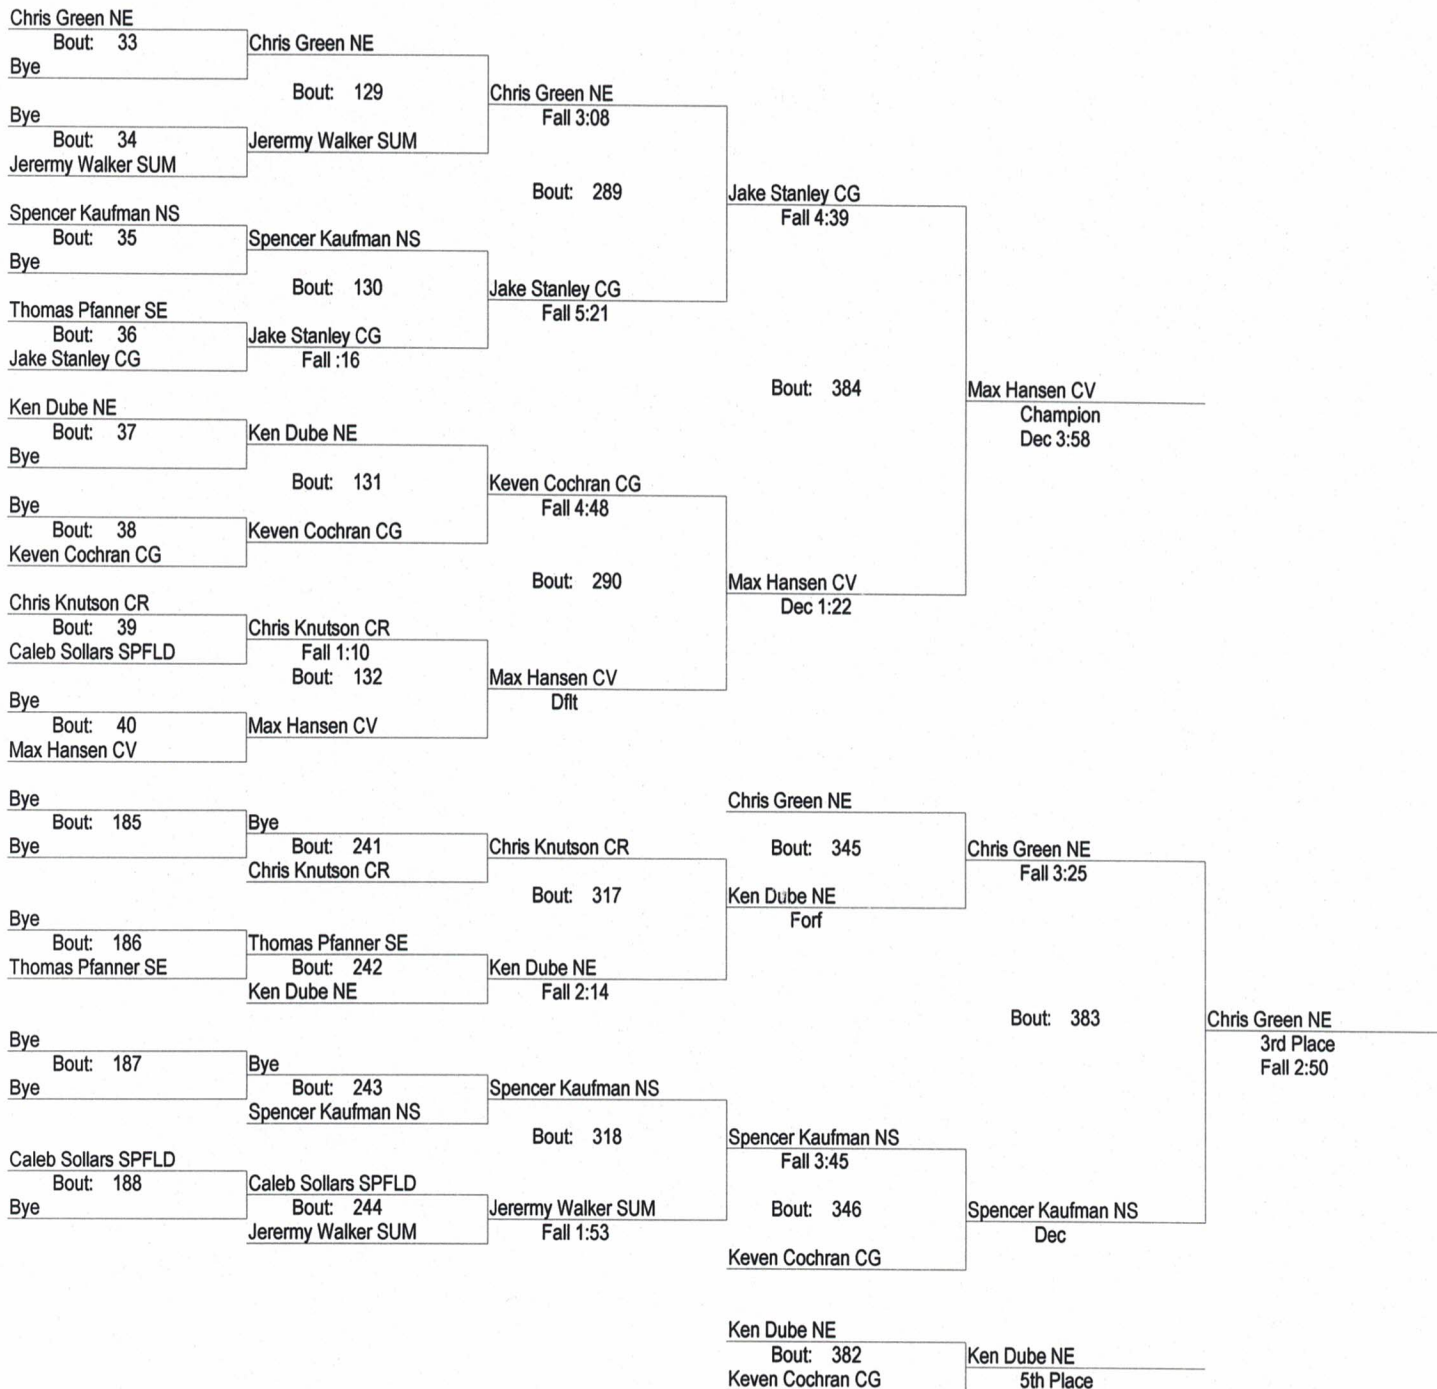 Chris Green NE
Bout: 33
Bye
Chris Green NE
Bout: 129
Bye
Bout: 34
Jerermy Walker SUM
Jerermy Walker SUM
Chris Green NE
Fall 3:08
Bout: 289
Spencer Kaufman NS
Bout: 35
Bye
Spencer Kaufman NS
Bout: 130
Thomas Pfanner SE
Bout: 36
Jake Stanley CG
Jake Stanley CG
Fall :16
Jake Stanley CG
Fall 5:21
Jake Stanley CG
Fall 4:39
Bout: 384
Ken Dube NE
Bout: 37
Bye
Ken Dube NE
Bout: 131
Bye
Bout: 38
Keven Cochran CG
Keven Cochran CG
Keven Cochran CG
Fall 4:48
Bout: 290
Chris Knutson CR
Bout: 39
Caleb Sollars SPFLD
Chris Knutson CR
Fall 1:10
Bout: 132
Bye
Bout: 40
Max Hansen CV
Max Hansen CV
Max Hansen CV
Dflt
Max Hansen CV
Dec 1:22
Max Hansen CV
Champion
Dec 3:58
Bye
Bout: 185
Bye
Bye
Bout: 241
Chris Knutson CR
Chris Knutson CR
Bout: 317
Bye
Bout: 186
Thomas Pfanner SE
Thomas Pfanner SE
Bout: 242
Ken Dube NE
Ken Dube NE
Fall 2:14
Chris Green NE
Bout: 345
Ken Dube NE
Forf
Chris Green NE
Fall 3:25
Bout: 383
Bye
Bout: 187
Bye
Bye
Bout: 243
Spencer Kaufman NS
Spencer Kaufman NS
Bout: 318
Caleb Sollars SPFLD
Bout: 188
Bye
Caleb Sollars SPFLD
Bout: 244
Jerermy Walker SUM
Jerermy Walker SUM
Fall 1:53
Spencer Kaufman NS
Fall 3:45
Bout: 346
Keven Cochran CG
Spencer Kaufman NS
Dec
Chris Green NE
3rd Place
Fall 2:50
Ken Dube NE
Bout: 382
Keven Cochran CG
Ken Dube NE
5th Place